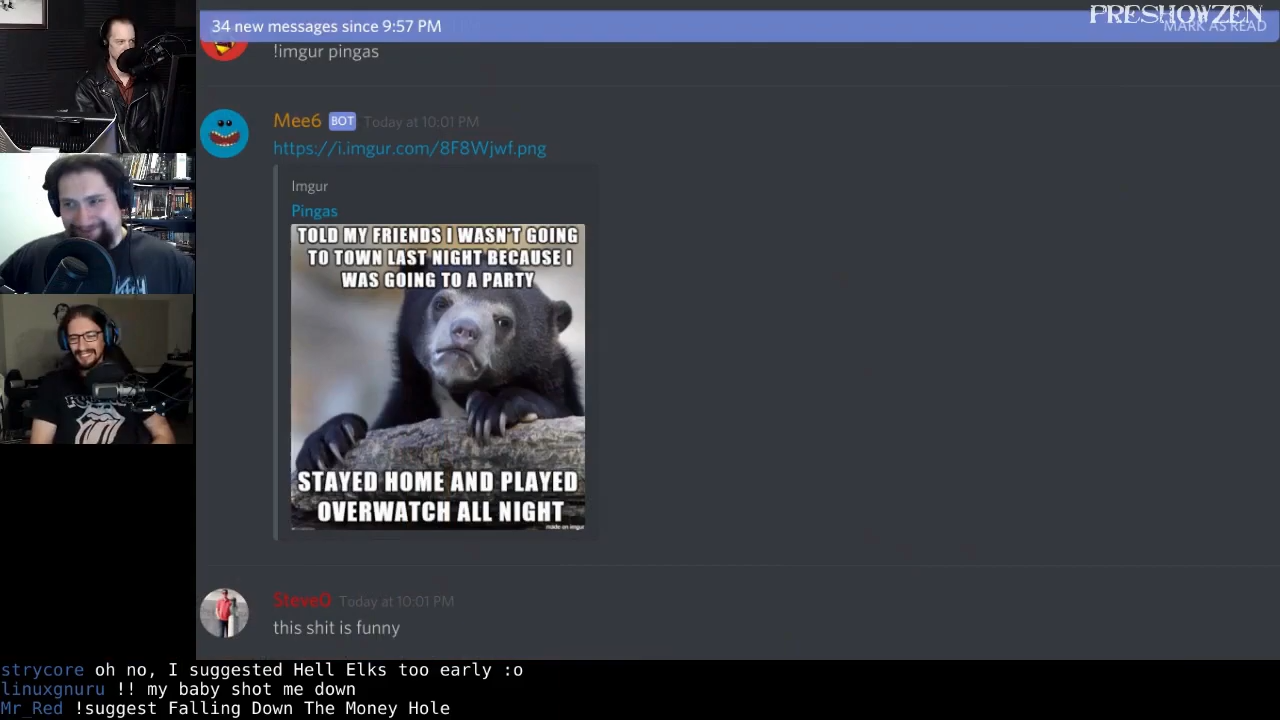 PRESHOWZEN
34 new messages since 9:57 PM
MARK AS READ
!imgur pingas
Mee6 BOT Today at 10:01 PM
https://i.imgur.com/8F8Wjwf.png
Imgur
Pingas
TOLD MY FRIENDS I WASN'T GOING
TO TOWN LAST NIGHT BECAUSE I
WAS GOING TO A PARTY
STAYED HOME AND PLAYED
OVERWATCH ALL NIGHT
made on imgur
SteveO Today at 10:01 PM
this shit is funny
strycore oh no, I suggested Hell Elks too early :o
linuxgnuru !! my baby shot me down
Mr_Red !suggest Falling Down The Money Hole